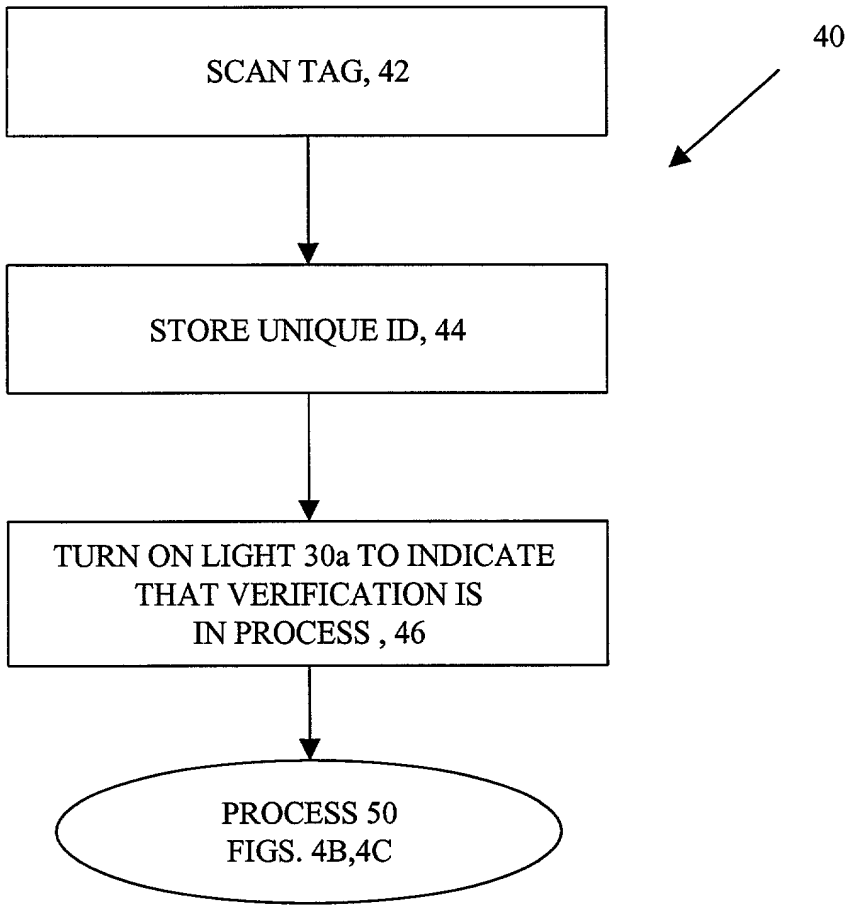 40
SCAN TAG, 42
STORE UNIQUE ID, 44
TURN ON LIGHT 30a TO INDICATE
THAT VERIFICATION IS
IN PROCESS , 46
PROCESS 50
FIGS. 4B,4C